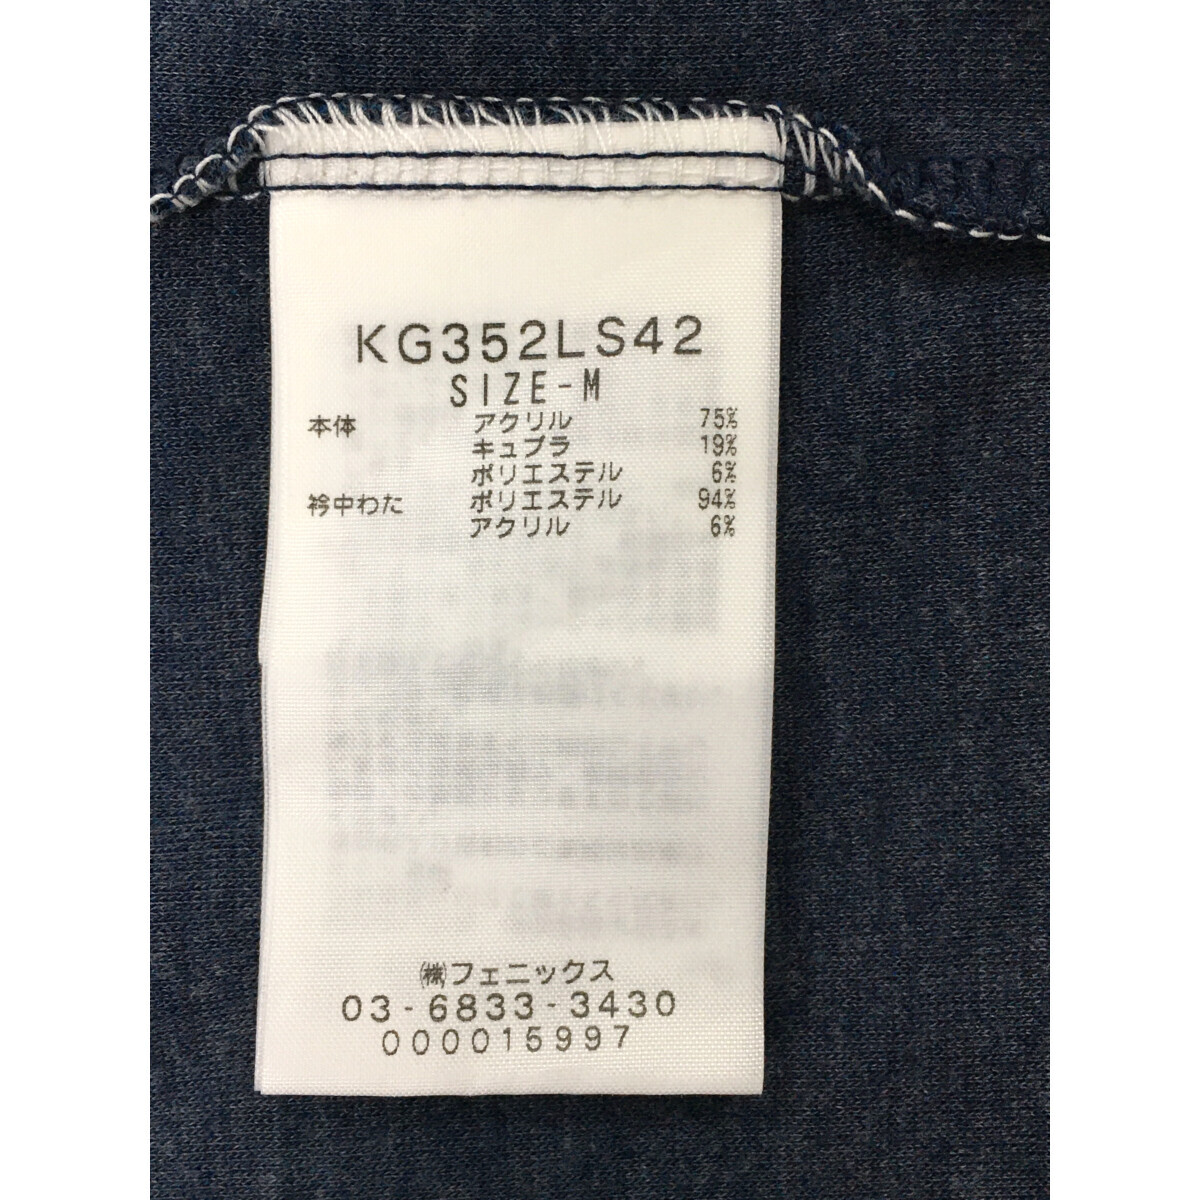 KG352LS42
SIZE-M
本体 アクリル 75%
キュプラ 19%
ポリエステル 6%
衿中わた ポリエステル 94%
アクリル 6%
㈱フェニックス
03-6833-3430
000015997